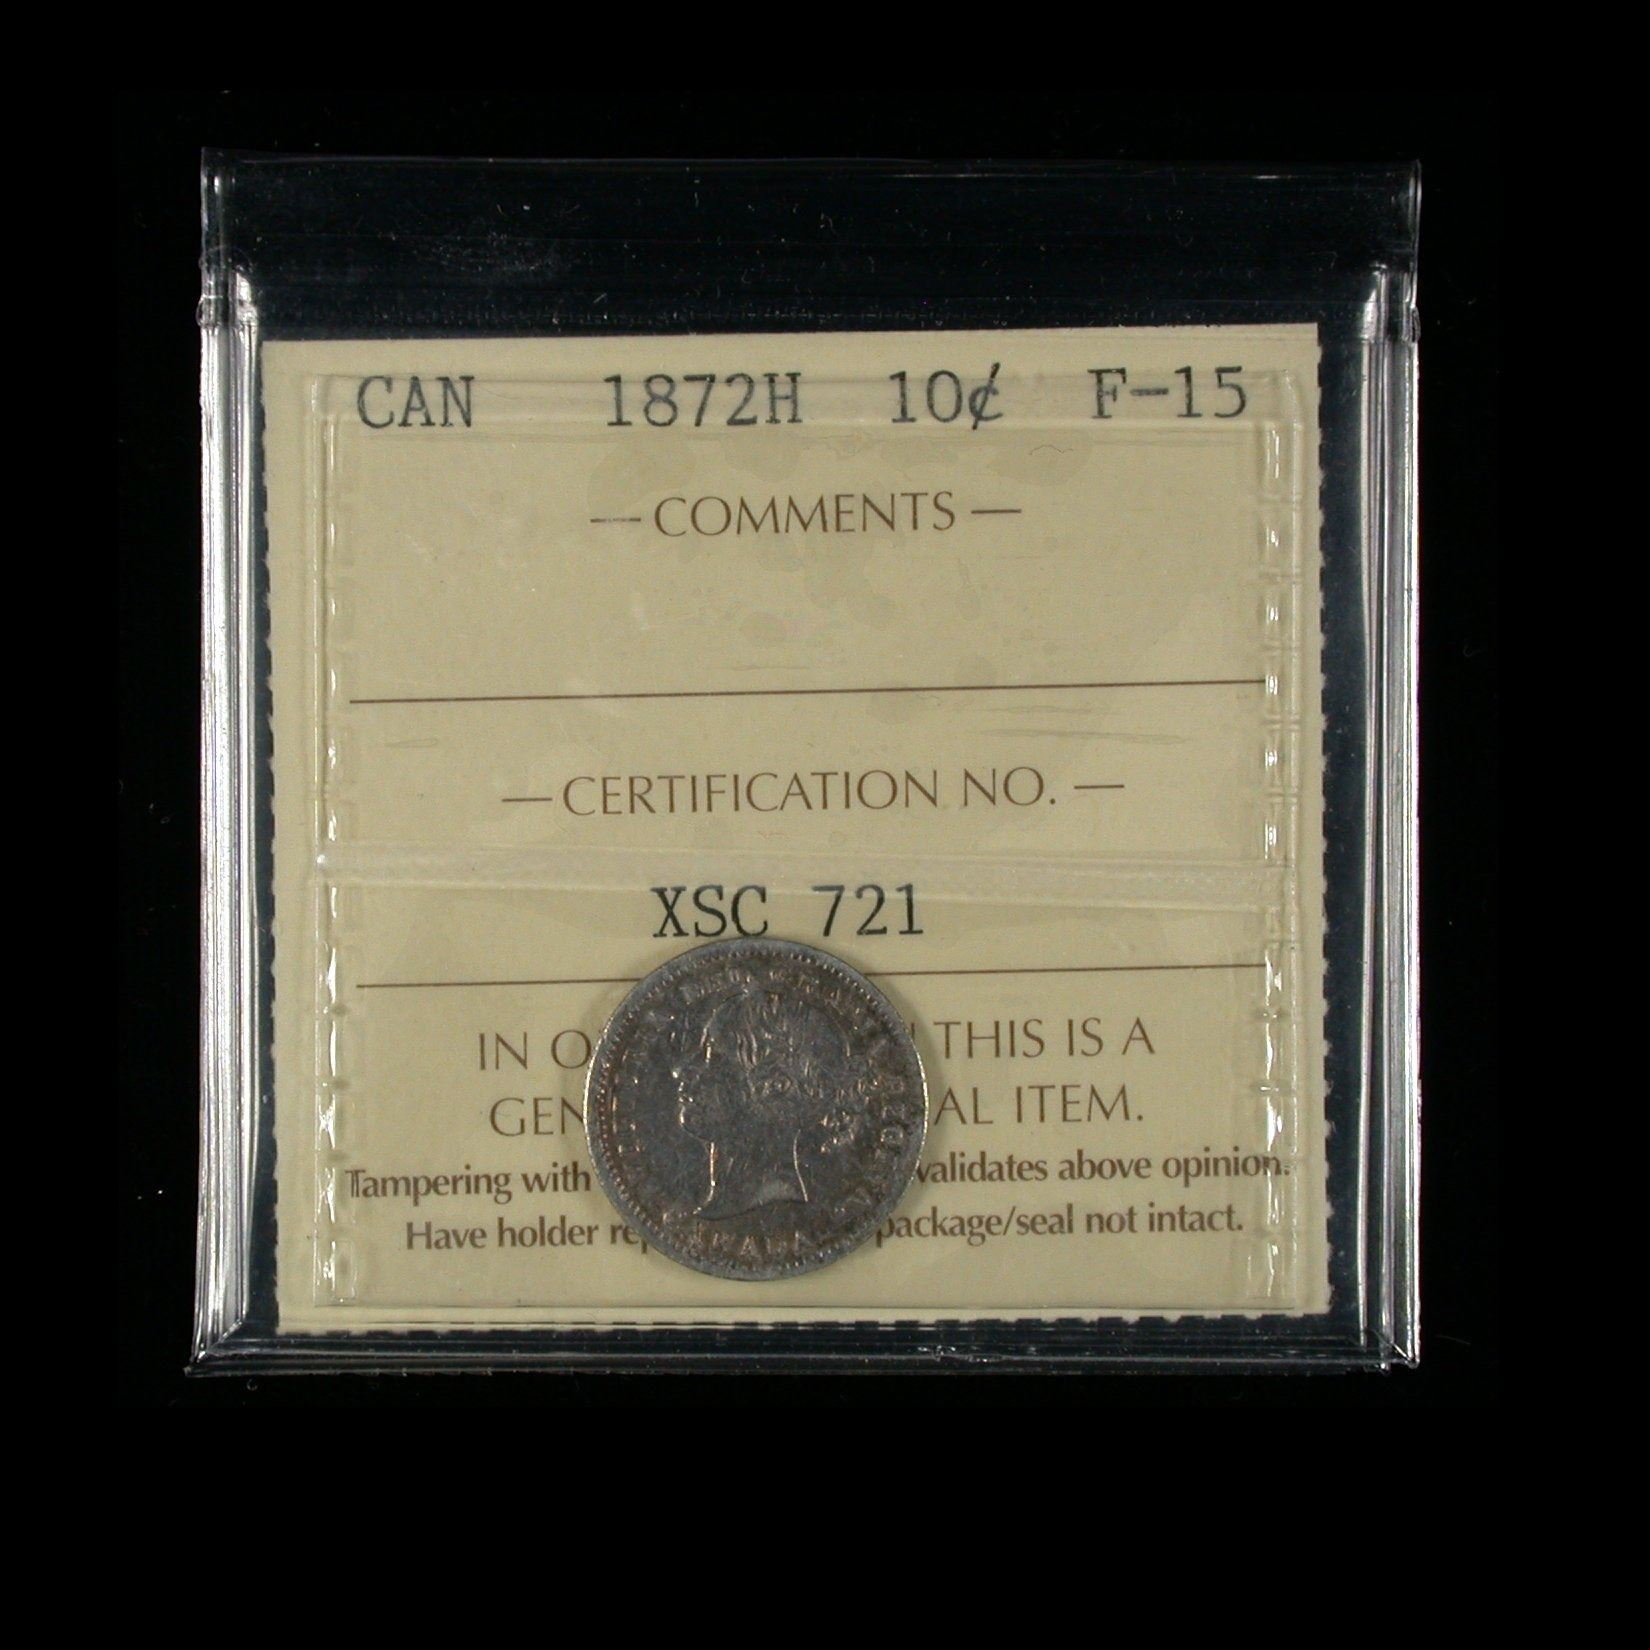 CAN 1872H 10¢ F-15
— COMMENTS —
— CERTIFICATION NO. —
XSC 721
IN O THIS IS A
GEN AL ITEM.
Tampering with validates above opinion.
Have holder re package/seal not intact.